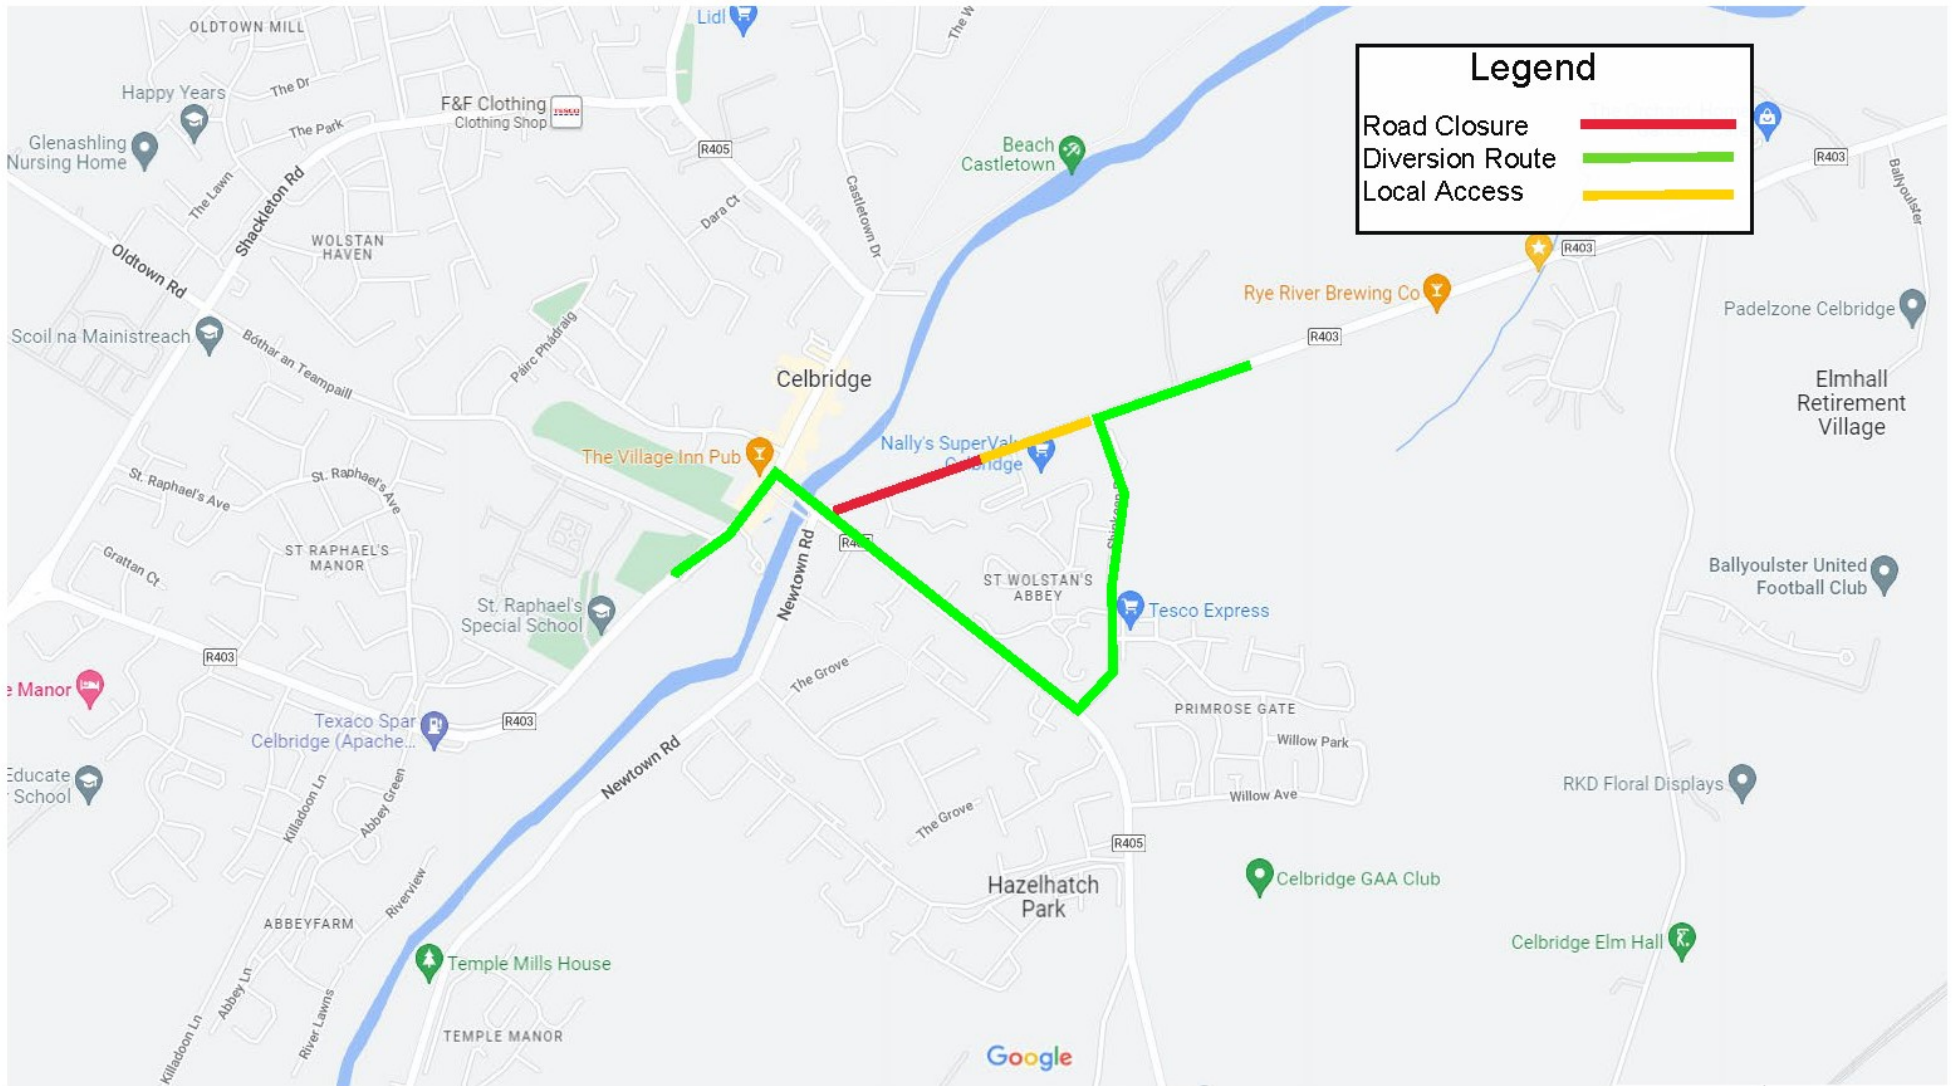 OLDTOWN MILL
Lidl
The W
Legend
Road Closure
Diversion Route
Local Access
Happy Years
The Dr
F&F Clothing
Clothing Shop
TESCO
The Park
Glenashling
Nursing Home
R405
Beach
Castletown
R403
Ballyoulster
The Lawn
Shackleton Rd
Castletown Dr
Dara Ct
WOLSTAN
HAVEN
Oldtown Rd
R403
Rye River Brewing Co
Padelzone Celbridge
Scoil na Mainistreach
Bóthar an Teampaill
Páirc Phádraig
R403
Celbridge
Elmhall
Retirement
Village
The Village Inn Pub
Nally's SuperVal
St. Raphael's Ave
St. Raphael's Ave
Grattan Ct
ST RAPHAEL'S
MANOR
Newtown Rd
ST WOLSTAN'S
ABBEY
Ballyoulster United
Football Club
St. Raphael's
Special School
Tesco Express
R403
The Grove
e Manor
Texaco Spar
Celbridge (Apache...
R403
PRIMROSE GATE
Willow Park
Newtown Rd
Educate
School
Killadoon Ln
Abbey Green
Willow Ave
RKD Floral Displays
The Grove
R405
Celbridge GAA Club
Hazelhatch
Park
Riverview
ABBEYFARM
Celbridge Elm Hall
Temple Mills House
Abbey Ln
River Lawns
Killadoon Ln
TEMPLE MANOR
Google